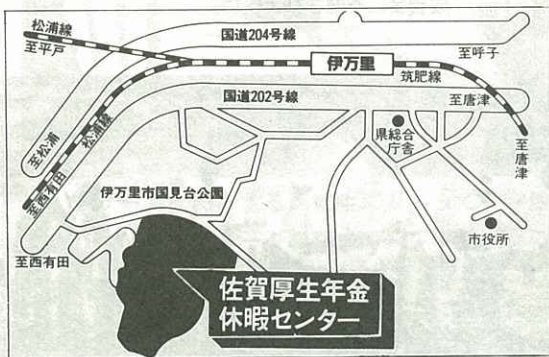 松浦線
至平戸
国道204号線
至呼子
伊万里
筑肥線
国道202号線
至唐津
至唐津
至松浦
松浦線
至西有田
県総合
庁舎
伊万里市国見台公園
市役所
至西有田
佐賀厚生年金
休暇センター